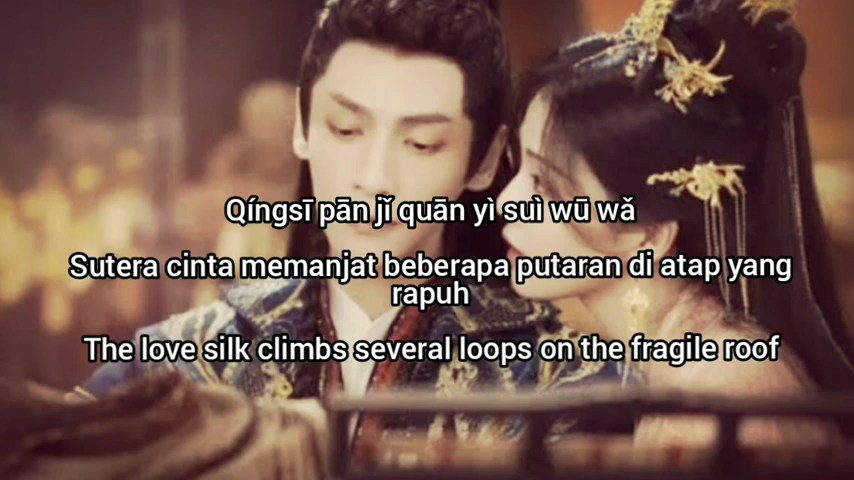 Qíngsī pān jǐ quān yì suì wū wǎ
Sutera cinta memanjat beberapa putaran di atap yang
rapuh
The love silk climbs several loops on the fragile roof